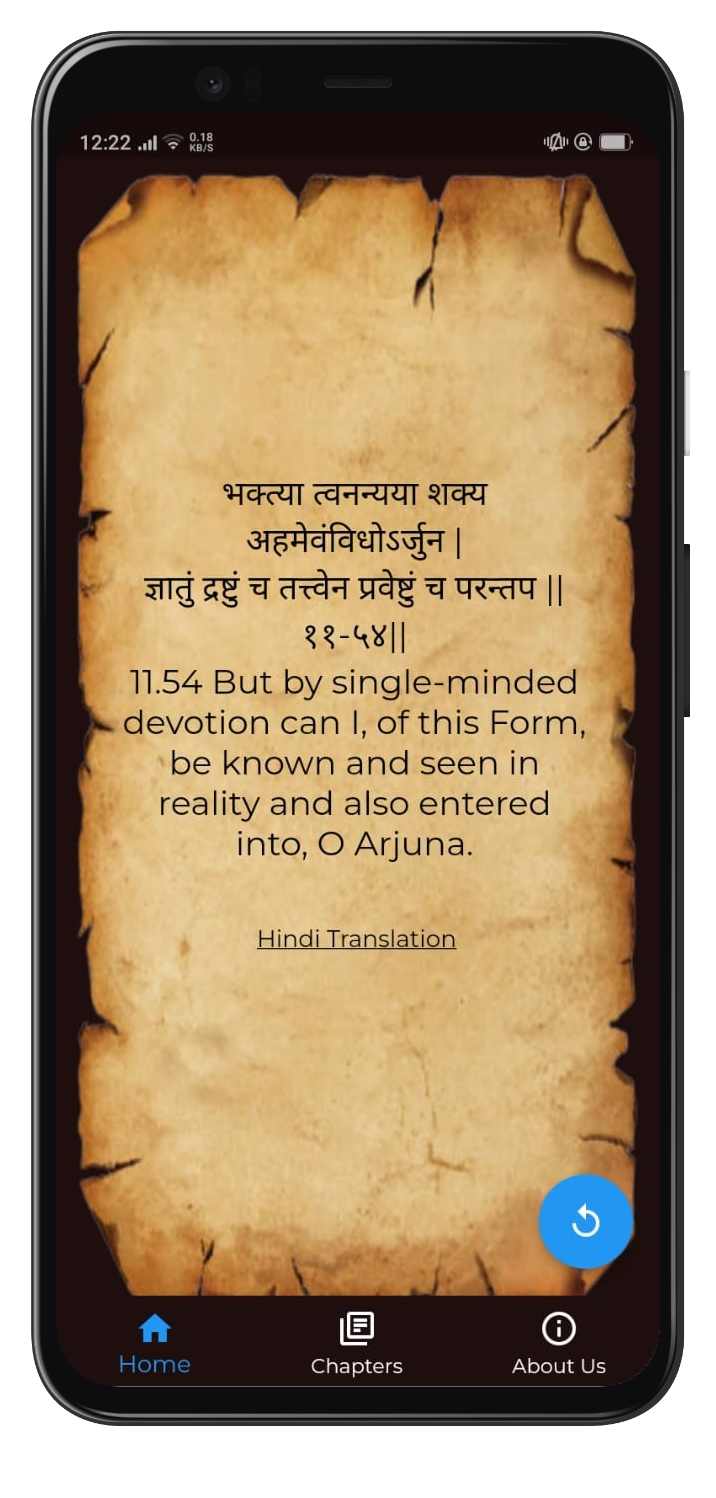 12:22 0.18
KB/S
भक्त्या त्वनन्यया शक्य
अहमेवंविधोऽर्जुन |
ज्ञातुं द्रष्टुं च तत्त्वेन प्रवेष्टुं च परन्तप ||
११-५४||
11.54 But by single-minded
devotion can I, of this Form,
be known and seen in
reality and also entered
into, O Arjuna.
Hindi Translation
Home Chapters About Us